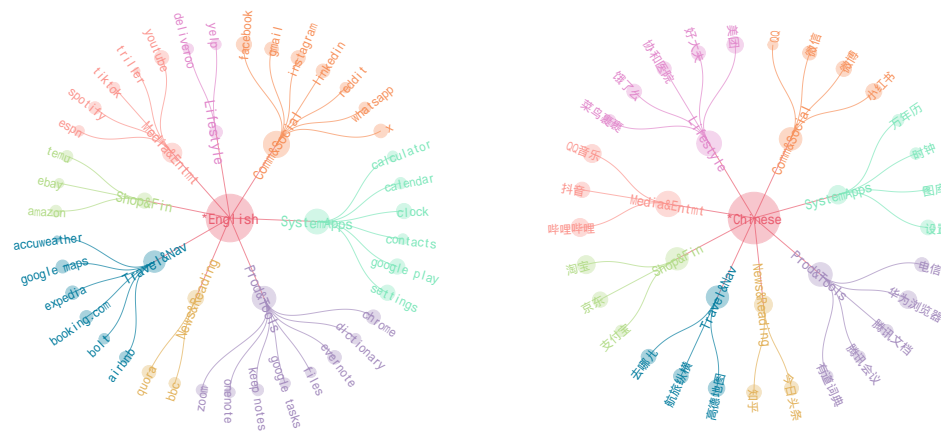 *English
Comm&Social
facebook
gmail
instagram
linkedin
reddit
whatsapp
x
SystemApps
calculator
calendar
clock
contacts
google play
settings
Prod&Tools
chrome
dictionary
evernote
files
google tasks
keep notes
onenote
zoom
News&Reading
bbc
quora
Travel&Nav
airbnb
bolt
booking.com
expedia
google maps
accuweather
Shop&Fin
amazon
ebay
temu
Media&Entmt
espn
spotify
tiktok
triller
youtube
Lifestyle
deliveroo
yelp
*Chinese
Comm&Social
QQ
微信
微博
小红书
SystemApps
万年历
时钟
图库
设置
Prod&Tools
电信
华为浏览器
腾讯文档
腾讯会议
有道词典
News&Reading
今日头条
知乎
Travel&Nav
高德地图
航旅纵横
去哪儿
Shop&Fin
支付宝
京东
淘宝
Media&Entmt
哔哩哔哩
抖音
QQ音乐
Lifestyle
菜鸟裹裹
饿了么
协和医院
好大夫
美团